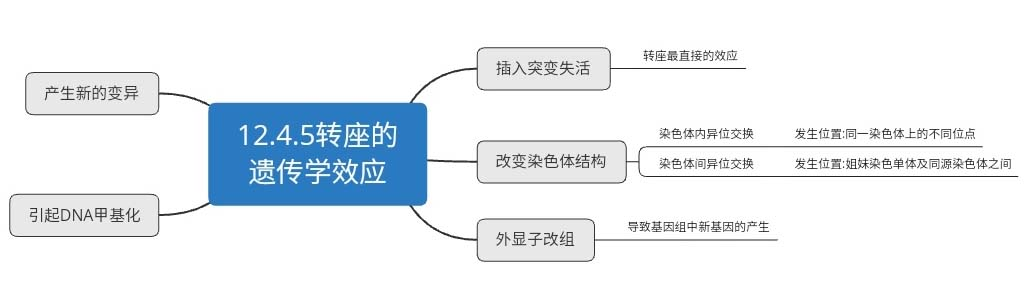 12.4.5转座的
遗传学效应
插入突变失活
转座最直接的效应
改变染色体结构
染色体内异位交换
发生位置:同一染色体上的不同位点
染色体间异位交换
发生位置:姐妹染色单体及同源染色体之间
外显子改组
导致基因组中新基因的产生
产生新的变异
引起DNA甲基化